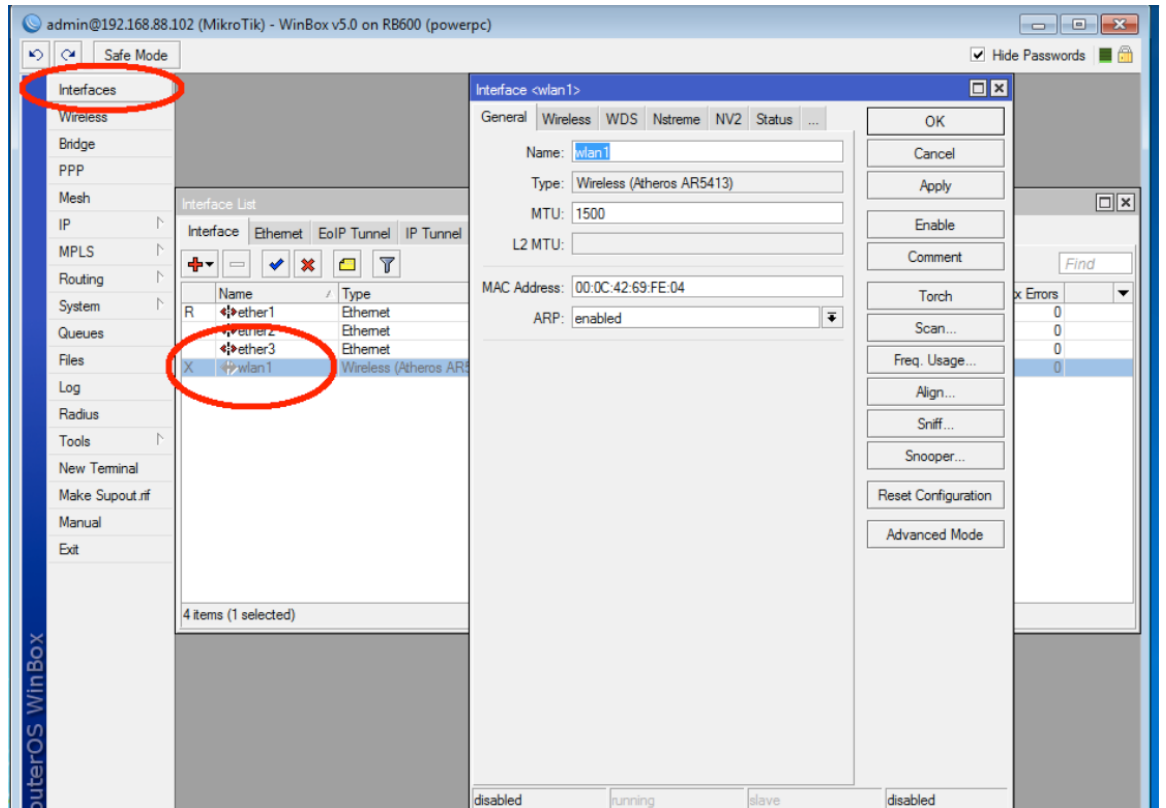 admin@192.168.88.102 (MikroTik) - WinBox v5.0 on RB600 (powerpc)
Safe Mode
Hide Passwords
Interfaces
Wireless
Bridge
PPP
Mesh
IP
MPLS
Routing
System
Queues
Files
Log
Radius
Tools
New Terminal
Make Supout.rif
Manual
Exit
RouterOS WinBox
Interface List
Interface Ethernet EoIP Tunnel IP Tunnel
Find
Name / Type x Errors
R ether1 Ethernet 0
ether2 Ethernet 0
ether3 Ethernet 0
X wlan1 Wireless (Atheros AR5 0
4 items (1 selected)
Interface <wlan1>
General Wireless WDS Nstreme NV2 Status ...
Name: wlan1
Type: Wireless (Atheros AR5413)
MTU: 1500
L2 MTU:
MAC Address: 00:0C:42:69:FE:04
ARP: enabled
OK
Cancel
Apply
Enable
Comment
Torch
Scan...
Freq. Usage...
Align...
Sniff...
Snooper...
Reset Configuration
Advanced Mode
disabled running slave disabled